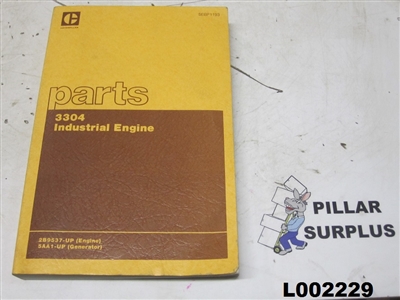 parts
3304
Industrial Engine
2B9537-UP (Engine)
5AA1-UP (Generator)
PILLAR
SURPLUS
L002229